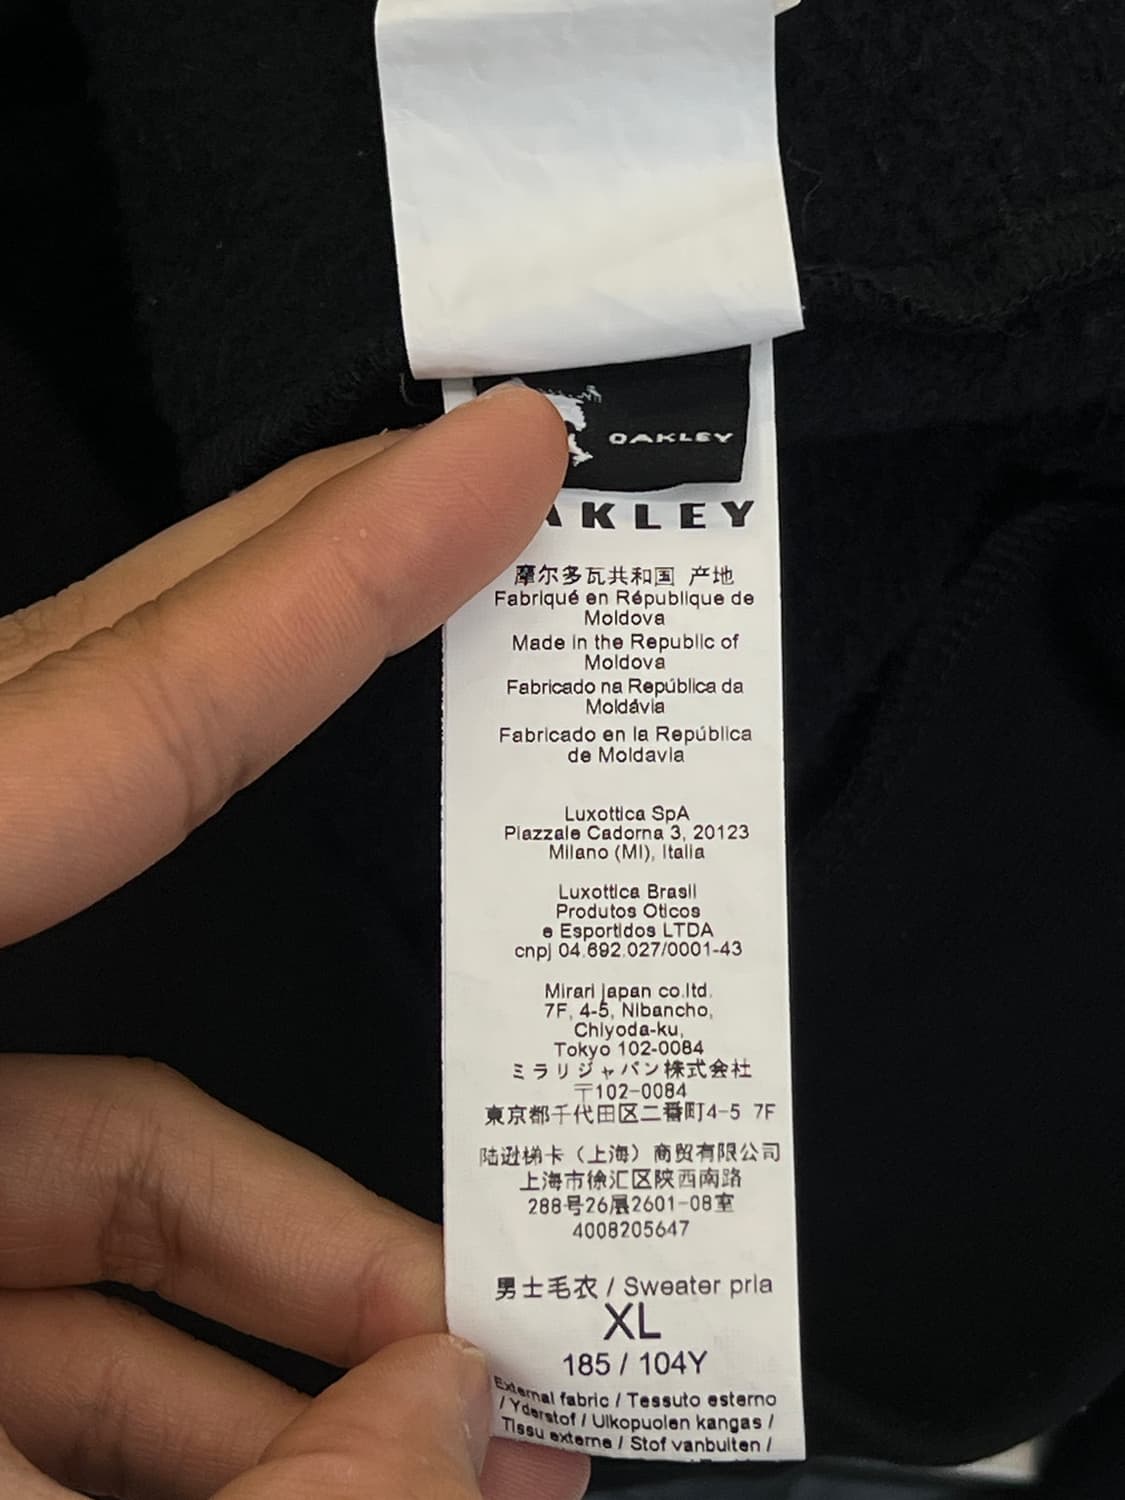 OAKLEY
AKLEY
摩尔多瓦共和国 产地
Fabriqué en République de
Moldova
Made in the Republic of
Moldova
Fabricado na República da
Moldávia
Fabricado en la República
de Moldavia
Luxottica SpA
Piazzale Cadorna 3, 20123
Milano (MI), Italia
Luxottica Brasil
Produtos Oticos
e Esportidos LTDA
cnpj 04.692.027/0001-43
Mirari japan co.ltd.
7F, 4-5, Nibancho,
Chiyoda-ku,
Tokyo 102-0084
ミラリジャパン株式会社
〒102-0084
東京都千代田区二番町4-5 7F
陆逊梯卡（上海）商贸有限公司
上海市徐汇区陕西南路
288号26层2601-08室
4008205647
男士毛衣 / Sweater pria
XL
185 / 104Y
External fabric / Tessuto esterno
/ Yderstof / Ulkopuolen kangas /
Tissu externe / Stof vanbuiten /